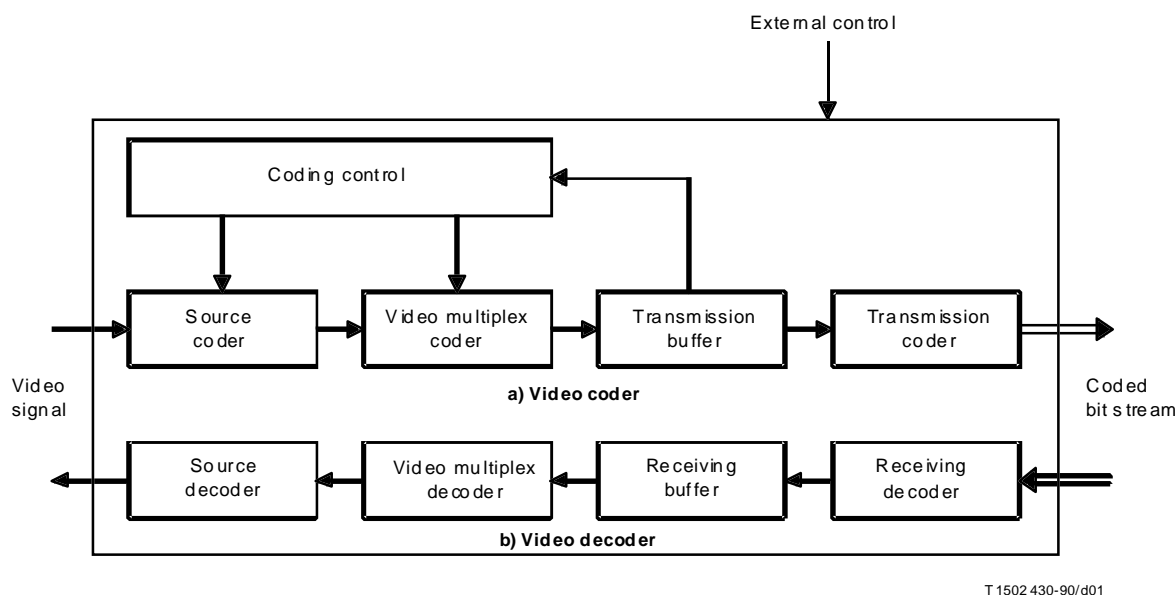 External control
Coding control
Source
coder
Video multiplex
coder
Transmission
buffer
Transmission
coder
Video
signal
a) Video coder
Coded
bit stream
Source
decoder
Video multiplex
decoder
Receiving
buffer
Receiving
decoder
b) Video decoder
T 1502 430-90/d01